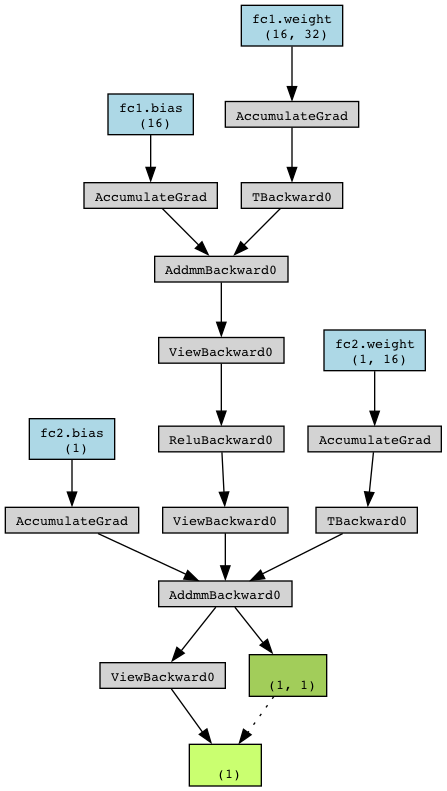 fc1.weight
(16, 32)
fc1.bias
(16)
AccumulateGrad
AccumulateGrad
TBackward0
AddmmBackward0
ViewBackward0
fc2.weight
(1, 16)
fc2.bias
(1)
ReluBackward0
AccumulateGrad
AccumulateGrad
ViewBackward0
TBackward0
AddmmBackward0
ViewBackward0
(1, 1)
(1)